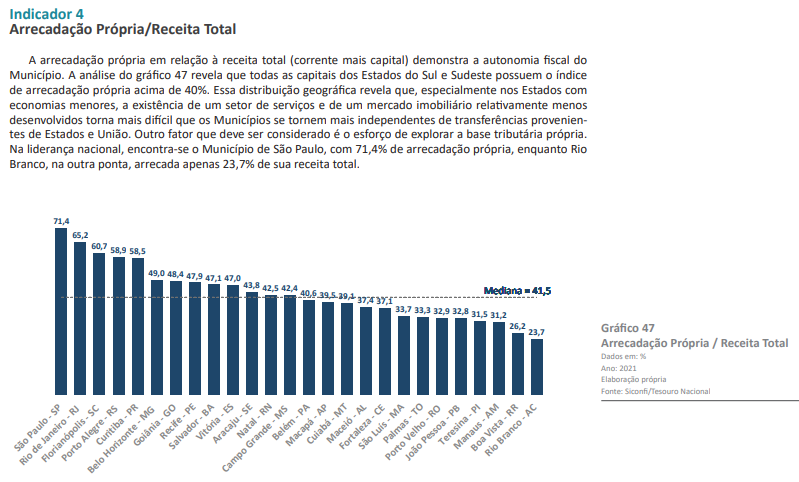 Indicador 4
Arrecadação Própria/Receita Total
A arrecadação própria em relação à receita total (corrente mais capital) demonstra a autonomia fiscal do
Município. A análise do gráfico 47 revela que todas as capitais dos Estados do Sul e Sudeste possuem o índice
de arrecadação própria acima de 40%. Essa distribuição geográfica revela que, especialmente nos Estados com
economias menores, a existência de um setor de serviços e de um mercado imobiliário relativamente menos
desenvolvidos torna mais difícil que os Municípios se tornem mais independentes de transferências provenien-
tes de Estados e União. Outro fator que deve ser considerado é o esforço de explorar a base tributária própria.
Na liderança nacional, encontra-se o Município de São Paulo, com 71,4% de arrecadação própria, enquanto Rio
Branco, na outra ponta, arrecada apenas 23,7% de sua receita total.
71,4
65,2
60,7
58,9
58,5
49,0
48,4
47,9
47,1
47,0
43,8
42,5
42,4
40,6
39,5
39,1
37,4
37,1
33,7
33,3
32,9
32,8
31,5
31,2
26,2
23,7
Mediana = 41,5
São Paulo - SP
Rio de Janeiro - RJ
Florianópolis - SC
Porto Alegre - RS
Curitiba - PR
Belo Horizonte - MG
Goiânia - GO
Recife - PE
Salvador - BA
Vitória - ES
Aracaju - SE
Natal - RN
Campo Grande - MS
Belém - PA
Macapá - AP
Cuiabá - MT
Maceió - AL
Fortaleza - CE
São Luís - MA
Palmas - TO
Porto Velho - RO
João Pessoa - PB
Teresina - PI
Manaus - AM
Boa Vista - RR
Rio Branco - AC
Gráfico 47
Arrecadação Própria / Receita Total
Dados em: %
Ano: 2021
Elaboração própria
Fonte: Siconfi/Tesouro Nacional